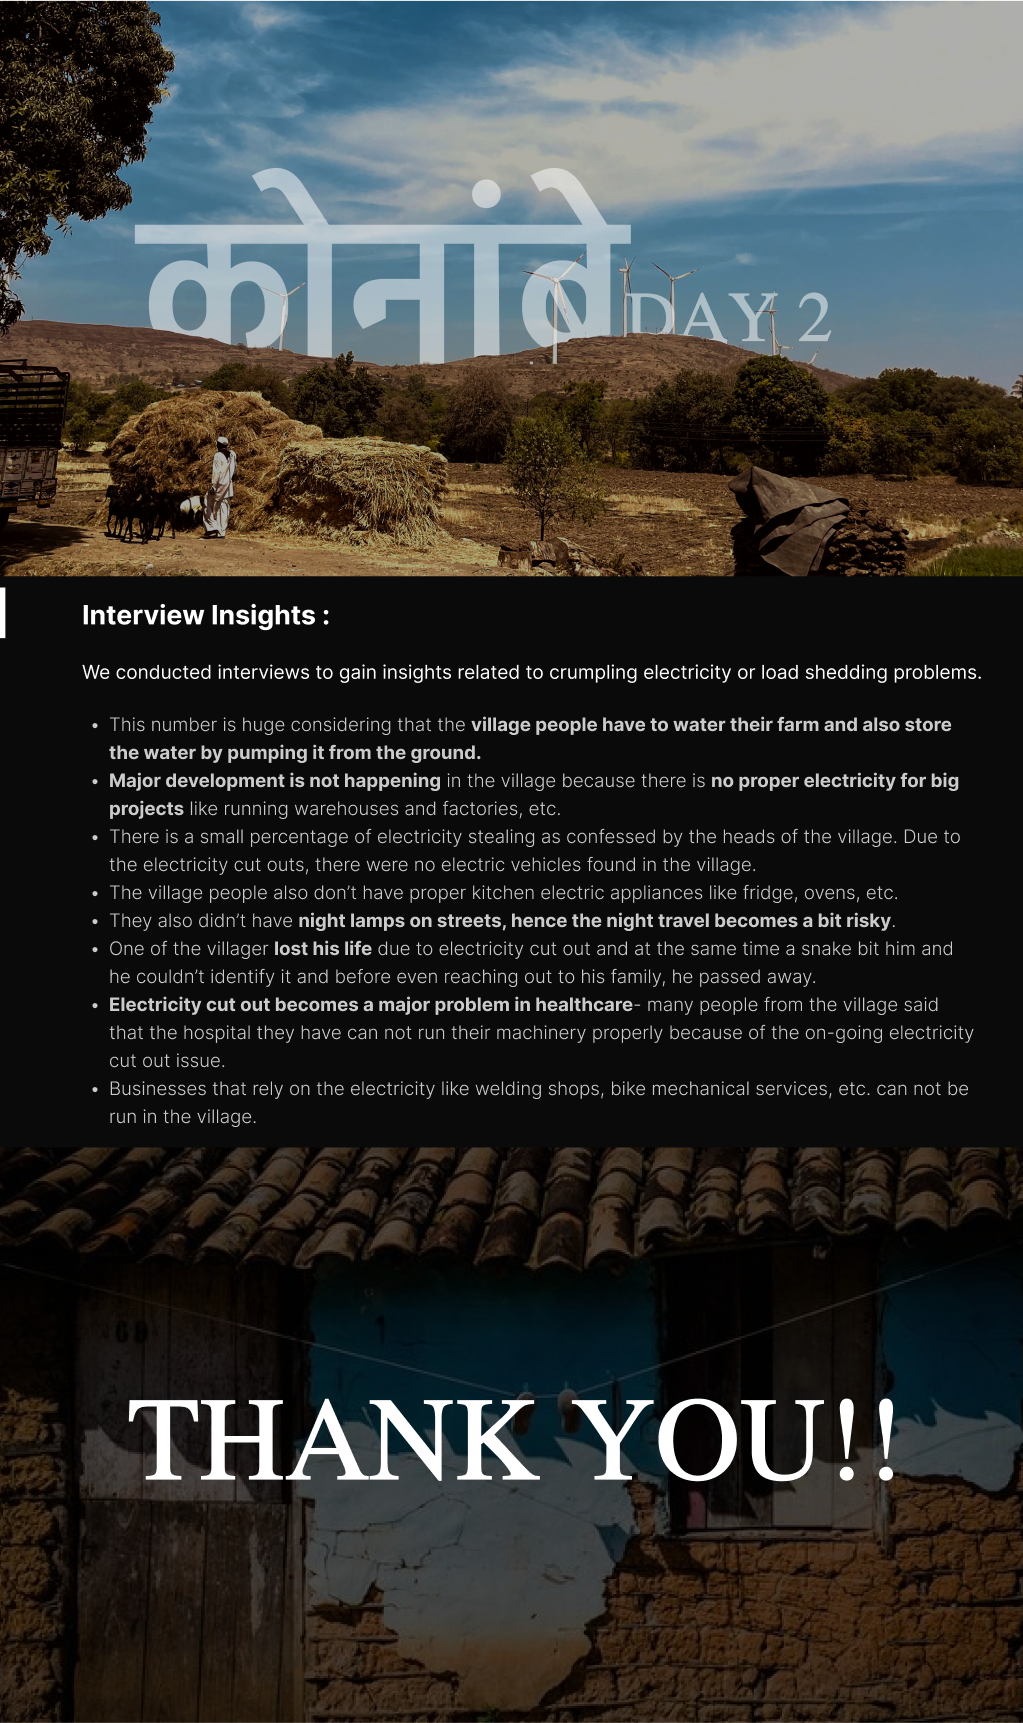 कोनांबे
DAY 2
Interview Insights :
We conducted interviews to gain insights related to crumpling electricity or load shedding problems.
• This number is huge considering that the village people have to water their farm and also store
the water by pumping it from the ground.
• Major development is not happening in the village because there is no proper electricity for big
projects like running warehouses and factories, etc.
• There is a small percentage of electricity stealing as confessed by the heads of the village. Due to
the electricity cut outs, there were no electric vehicles found in the village.
• The village people also don’t have proper kitchen electric appliances like fridge, ovens, etc.
• They also didn’t have night lamps on streets, hence the night travel becomes a bit risky.
• One of the villager lost his life due to electricity cut out and at the same time a snake bit him and
he couldn’t identify it and before even reaching out to his family, he passed away.
• Electricity cut out becomes a major problem in healthcare- many people from the village said
that the hospital they have can not run their machinery properly because of the on-going electricity
cut out issue.
• Businesses that rely on the electricity like welding shops, bike mechanical services, etc. can not be
run in the village.
THANK YOU!!